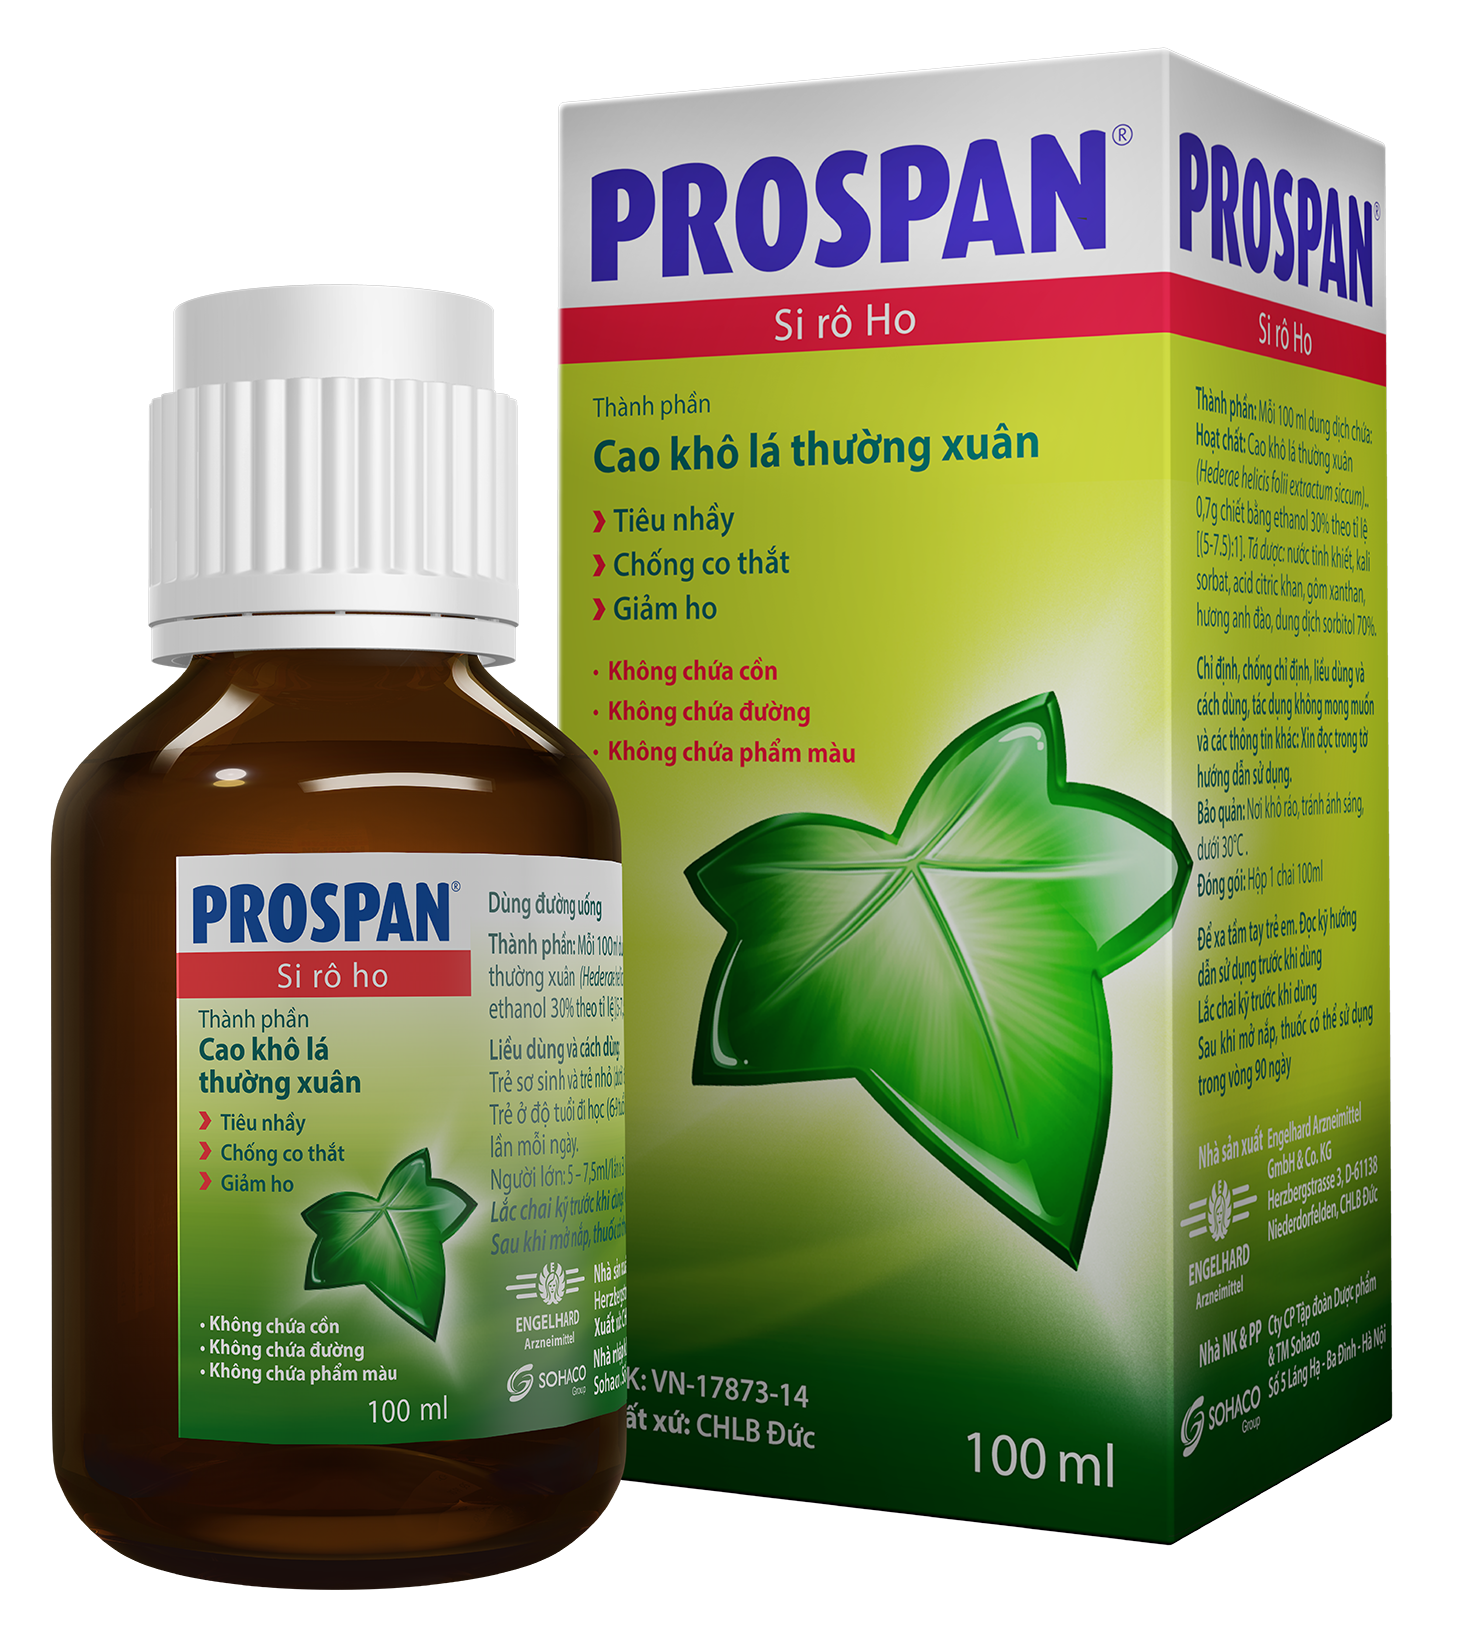 PROSPAN®
Si rô Ho
Thành phần
Cao khô lá thường xuân
Tiêu nhầy
Chống co thắt
Giảm ho
• Không chứa cồn
• Không chứa đường
• Không chứa phẩm màu
K: VN-17873-14
ất xứ: CHLB Đức
100 ml
PROSPAN®
Si rô Ho
Thành phần: Mỗi 100 ml dung dịch chứa:
Hoạt chất: Cao khô lá thường xuân
(Hederae helicis folii extractum siccum)..
0,7g chiết bằng ethanol 30% theo tỉ lệ
[(5-7.5):1]. Tá dược: nước tinh khiết, kali
sorbat, acid citric khan, gôm xanthan,
hương anh đào, dung dịch sorbitol 70%.
Chỉ định, chống chỉ định, liều dùng và
cách dùng, tác dụng không mong muốn
và các thông tin khác: Xin đọc trong tờ
hướng dẫn sử dụng.
Bảo quản: Nơi khô ráo, tránh ánh sáng,
dưới 30°C .
Đóng gói: Hộp 1 chai 100ml
Để xa tầm tay trẻ em. Đọc kỹ hướng
dẫn sử dụng trước khi dùng
Lắc chai kỹ trước khi dùng
Sau khi mở nắp, thuốc có thể sử dụng
trong vòng 90 ngày
Nhà sản xuất Engelhard Arzneimittel
GmbH & Co. KG
Herzbergstrasse 3, D-61138
Niederdorfelden, CHLB Đức
ENGELHARD
Arzneimittel
Nhà NK & PP Cty CP Tập đoàn Dược phẩm
& TM Sohaco
Số 5 Láng Hạ - Ba Đình - Hà Nội
SOHACO
Group
PROSPAN®
Si rô ho
Thành phần
Cao khô lá
thường xuân
Tiêu nhầy
Chống co thắt
Giảm ho
• Không chứa cồn
• Không chứa đường
• Không chứa phẩm màu
100 ml
Dùng đường uống
Thành phần: Mỗi 100ml
thường xuân (Hederae
ethanol 30% theo tỉ lệ
Liều dùng và cách dùng
Trẻ sơ sinh và trẻ nhỏ
Trẻ ở độ tuổi đi học
lần mỗi ngày.
Người lớn: 5 – 7,5ml/lần
Lắc chai kỹ trước khi dùng
Sau khi mở nắp, thuốc
ENGELHARD
Arzneimittel
Nhà
Xuất xứ
SOHACO
Group
Nhà
Sohaco